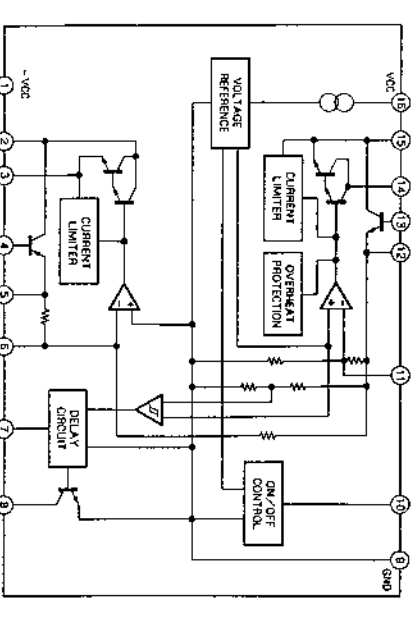 VCC
GND
16
15
14
13
12
11
10
9
CURRENT
LIMITER
OVERHEAT
PROTECTION
VOLTAGE
REFERENCE
ON/OFF
CONTROL
CURRENT
LIMITER
DELAY
CIRCUIT
-VCC
1
2
3
4
5
6
7
8